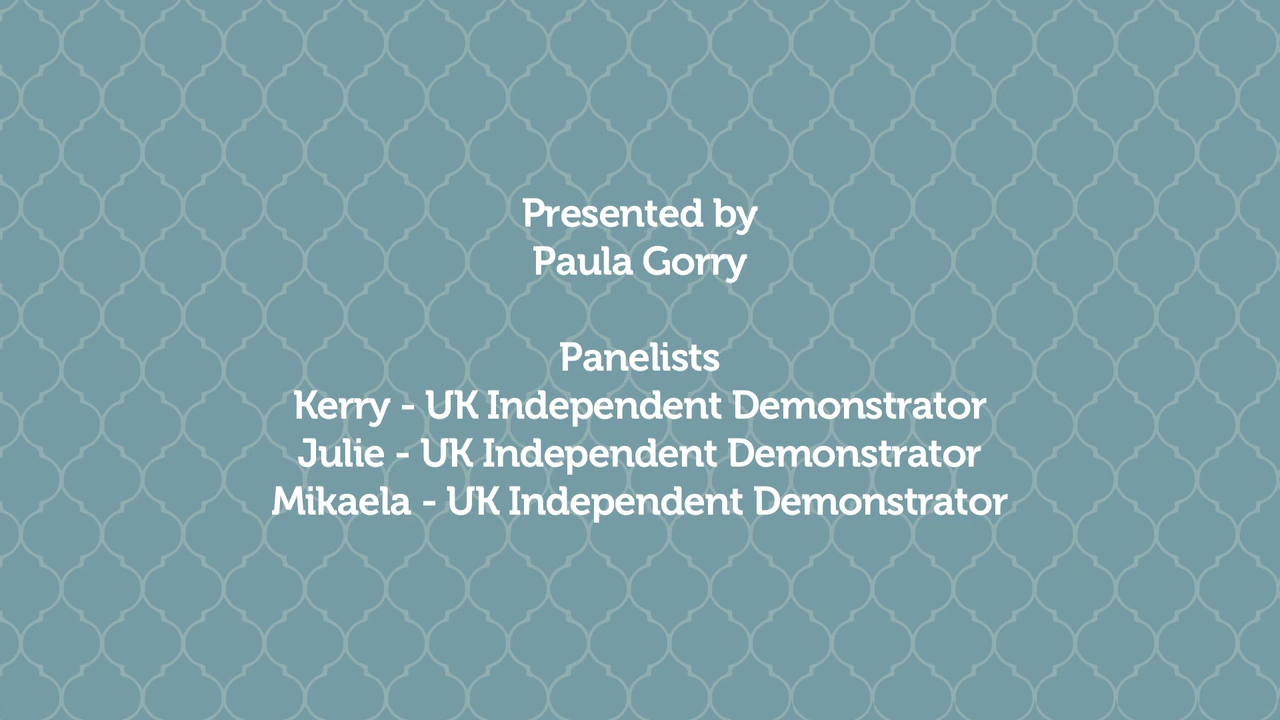 Presented by
Paula Gorry
Panelists
Kerry - UK Independent Demonstrator
Julie - UK Independent Demonstrator
Mikaela - UK Independent Demonstrator